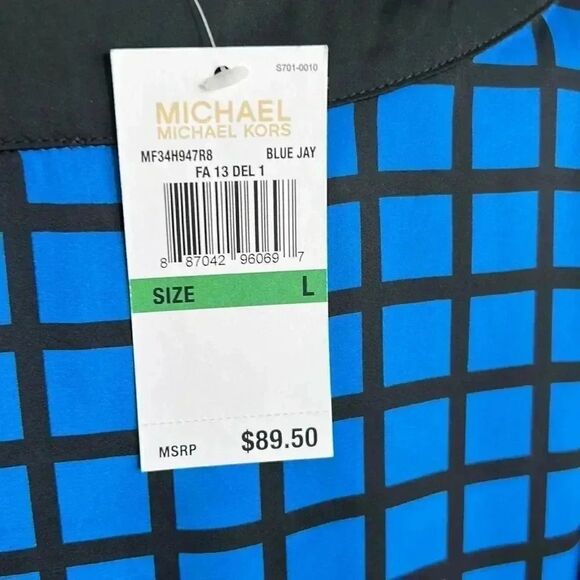 S701-0010
MICHAEL
MICHAEL KORS
MF34H947R8 BLUE JAY
FA 13 DEL 1
8 87042 96069 7
SIZE L
MSRP $89.50